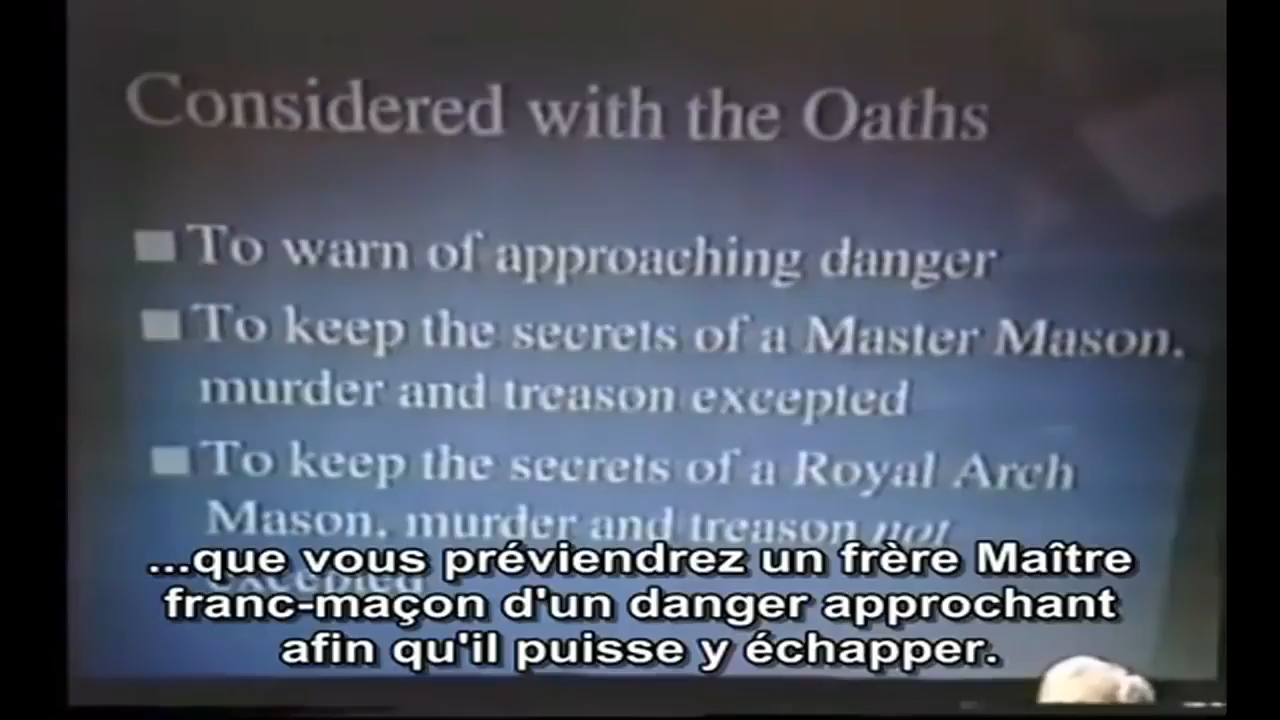 Considered with the Oaths
To warn of approaching danger
To keep the secrets of a Master Mason,
murder and treason excepted
To keep the secrets of a Royal Arch
Mason, murder and treason not
excepted
...que vous préviendrez un frère Maître
franc-maçon d'un danger approchant
afin qu'il puisse y échapper.